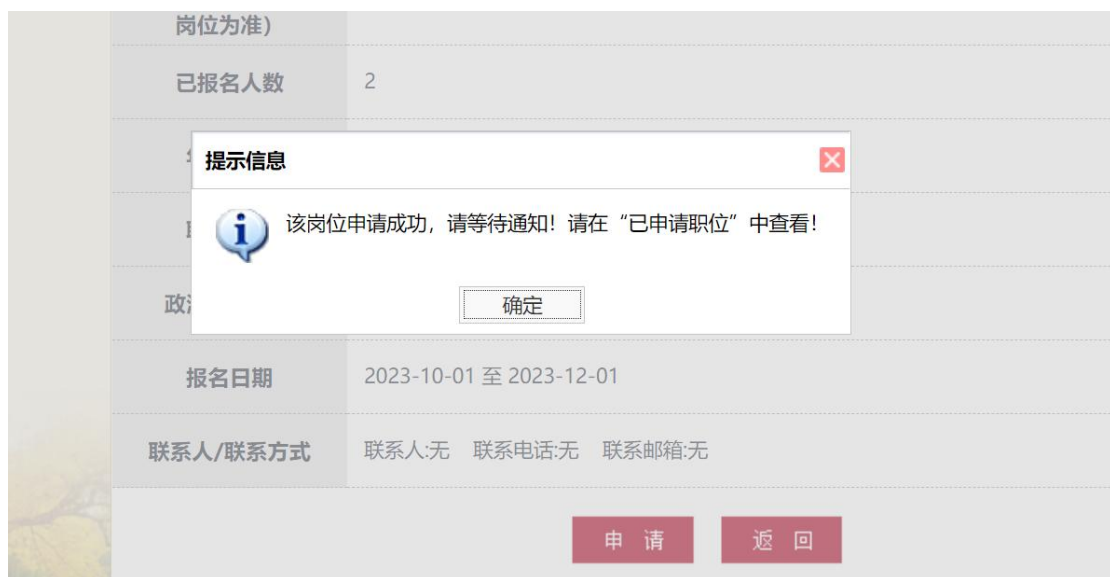 岗位为准)
已报名人数 2
提示信息
该岗位申请成功，请等待通知！请在“已申请职位”中查看！
政治
确定
报名日期 2023-10-01 至 2023-12-01
联系人/联系方式 联系人:无 联系电话:无 联系邮箱:无
申 请 返 回